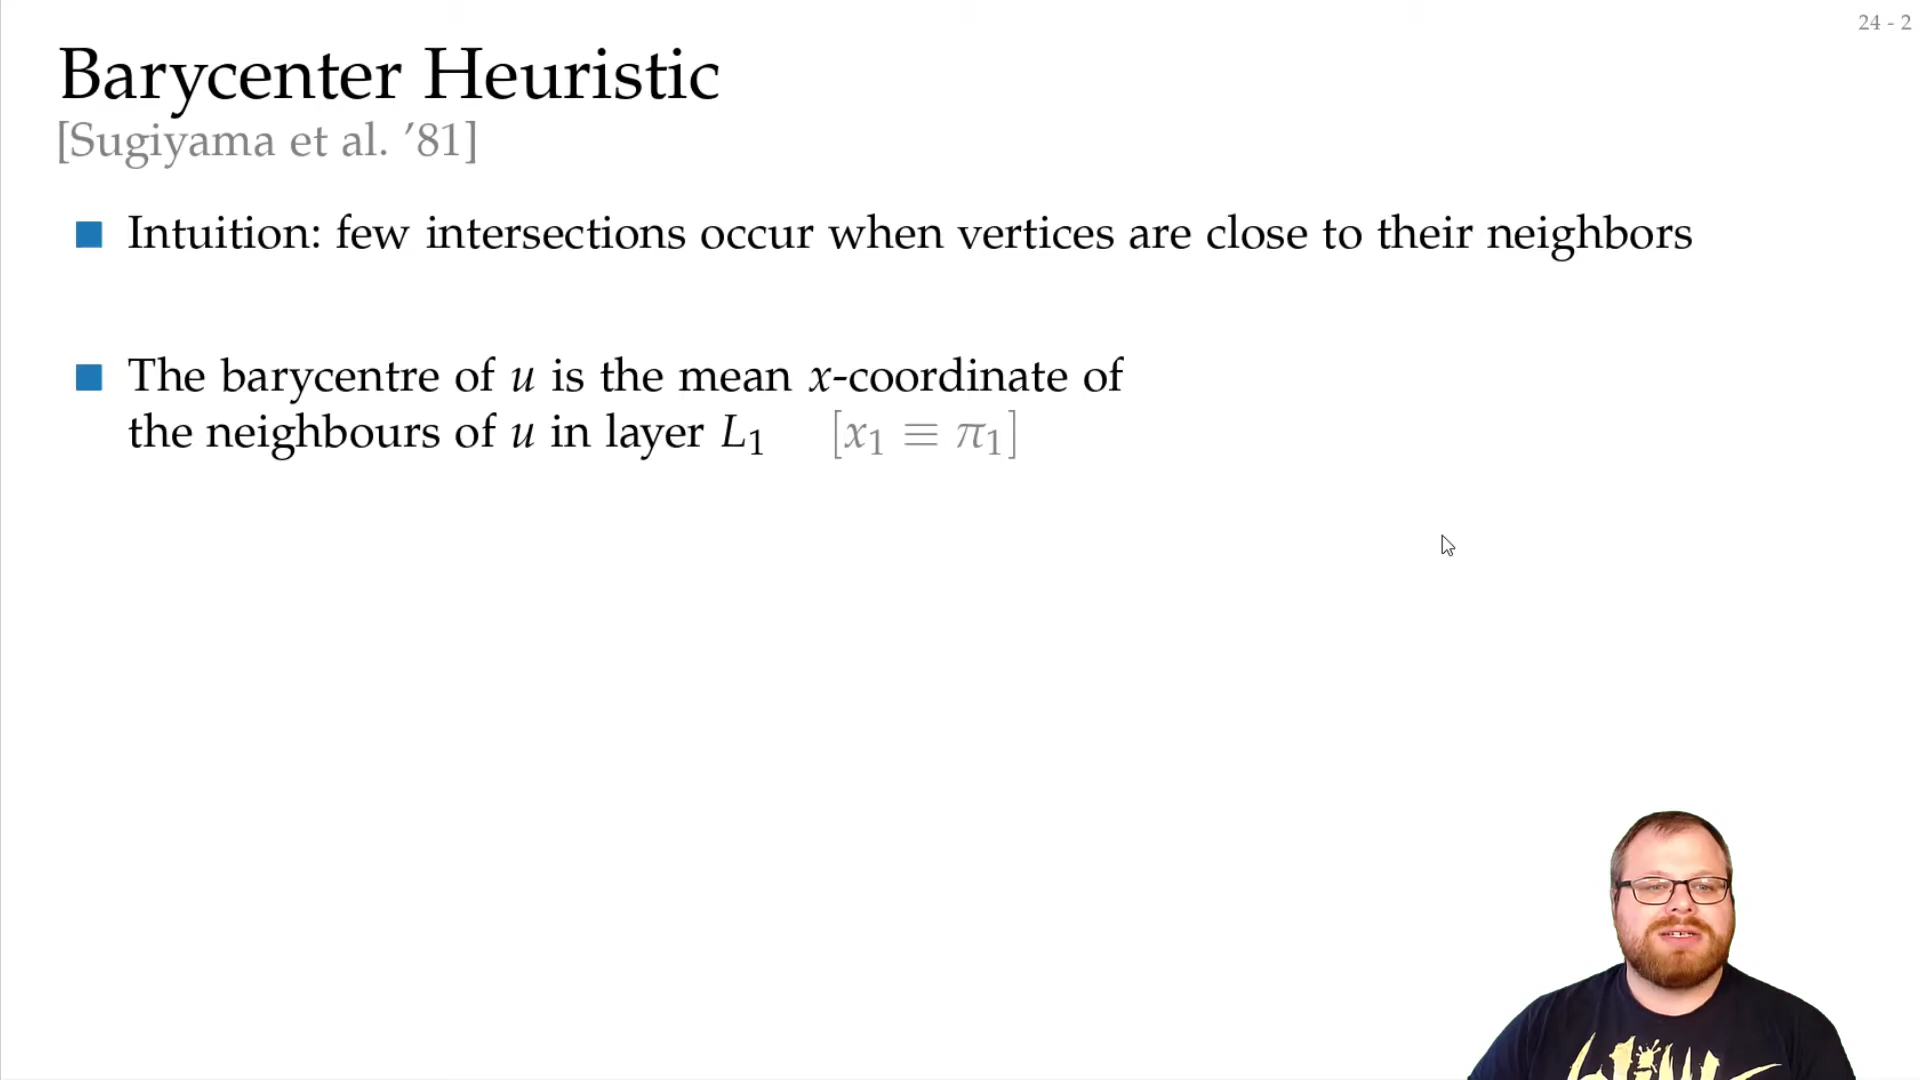 24 - 2
Barycenter Heuristic
[Sugiyama et al. ’81]
Intuition: few intersections occur when vertices are close to their neighbors
The barycentre of u is the mean x-coordinate of
the neighbours of u in layer L₁ [x₁ ≡ π₁]